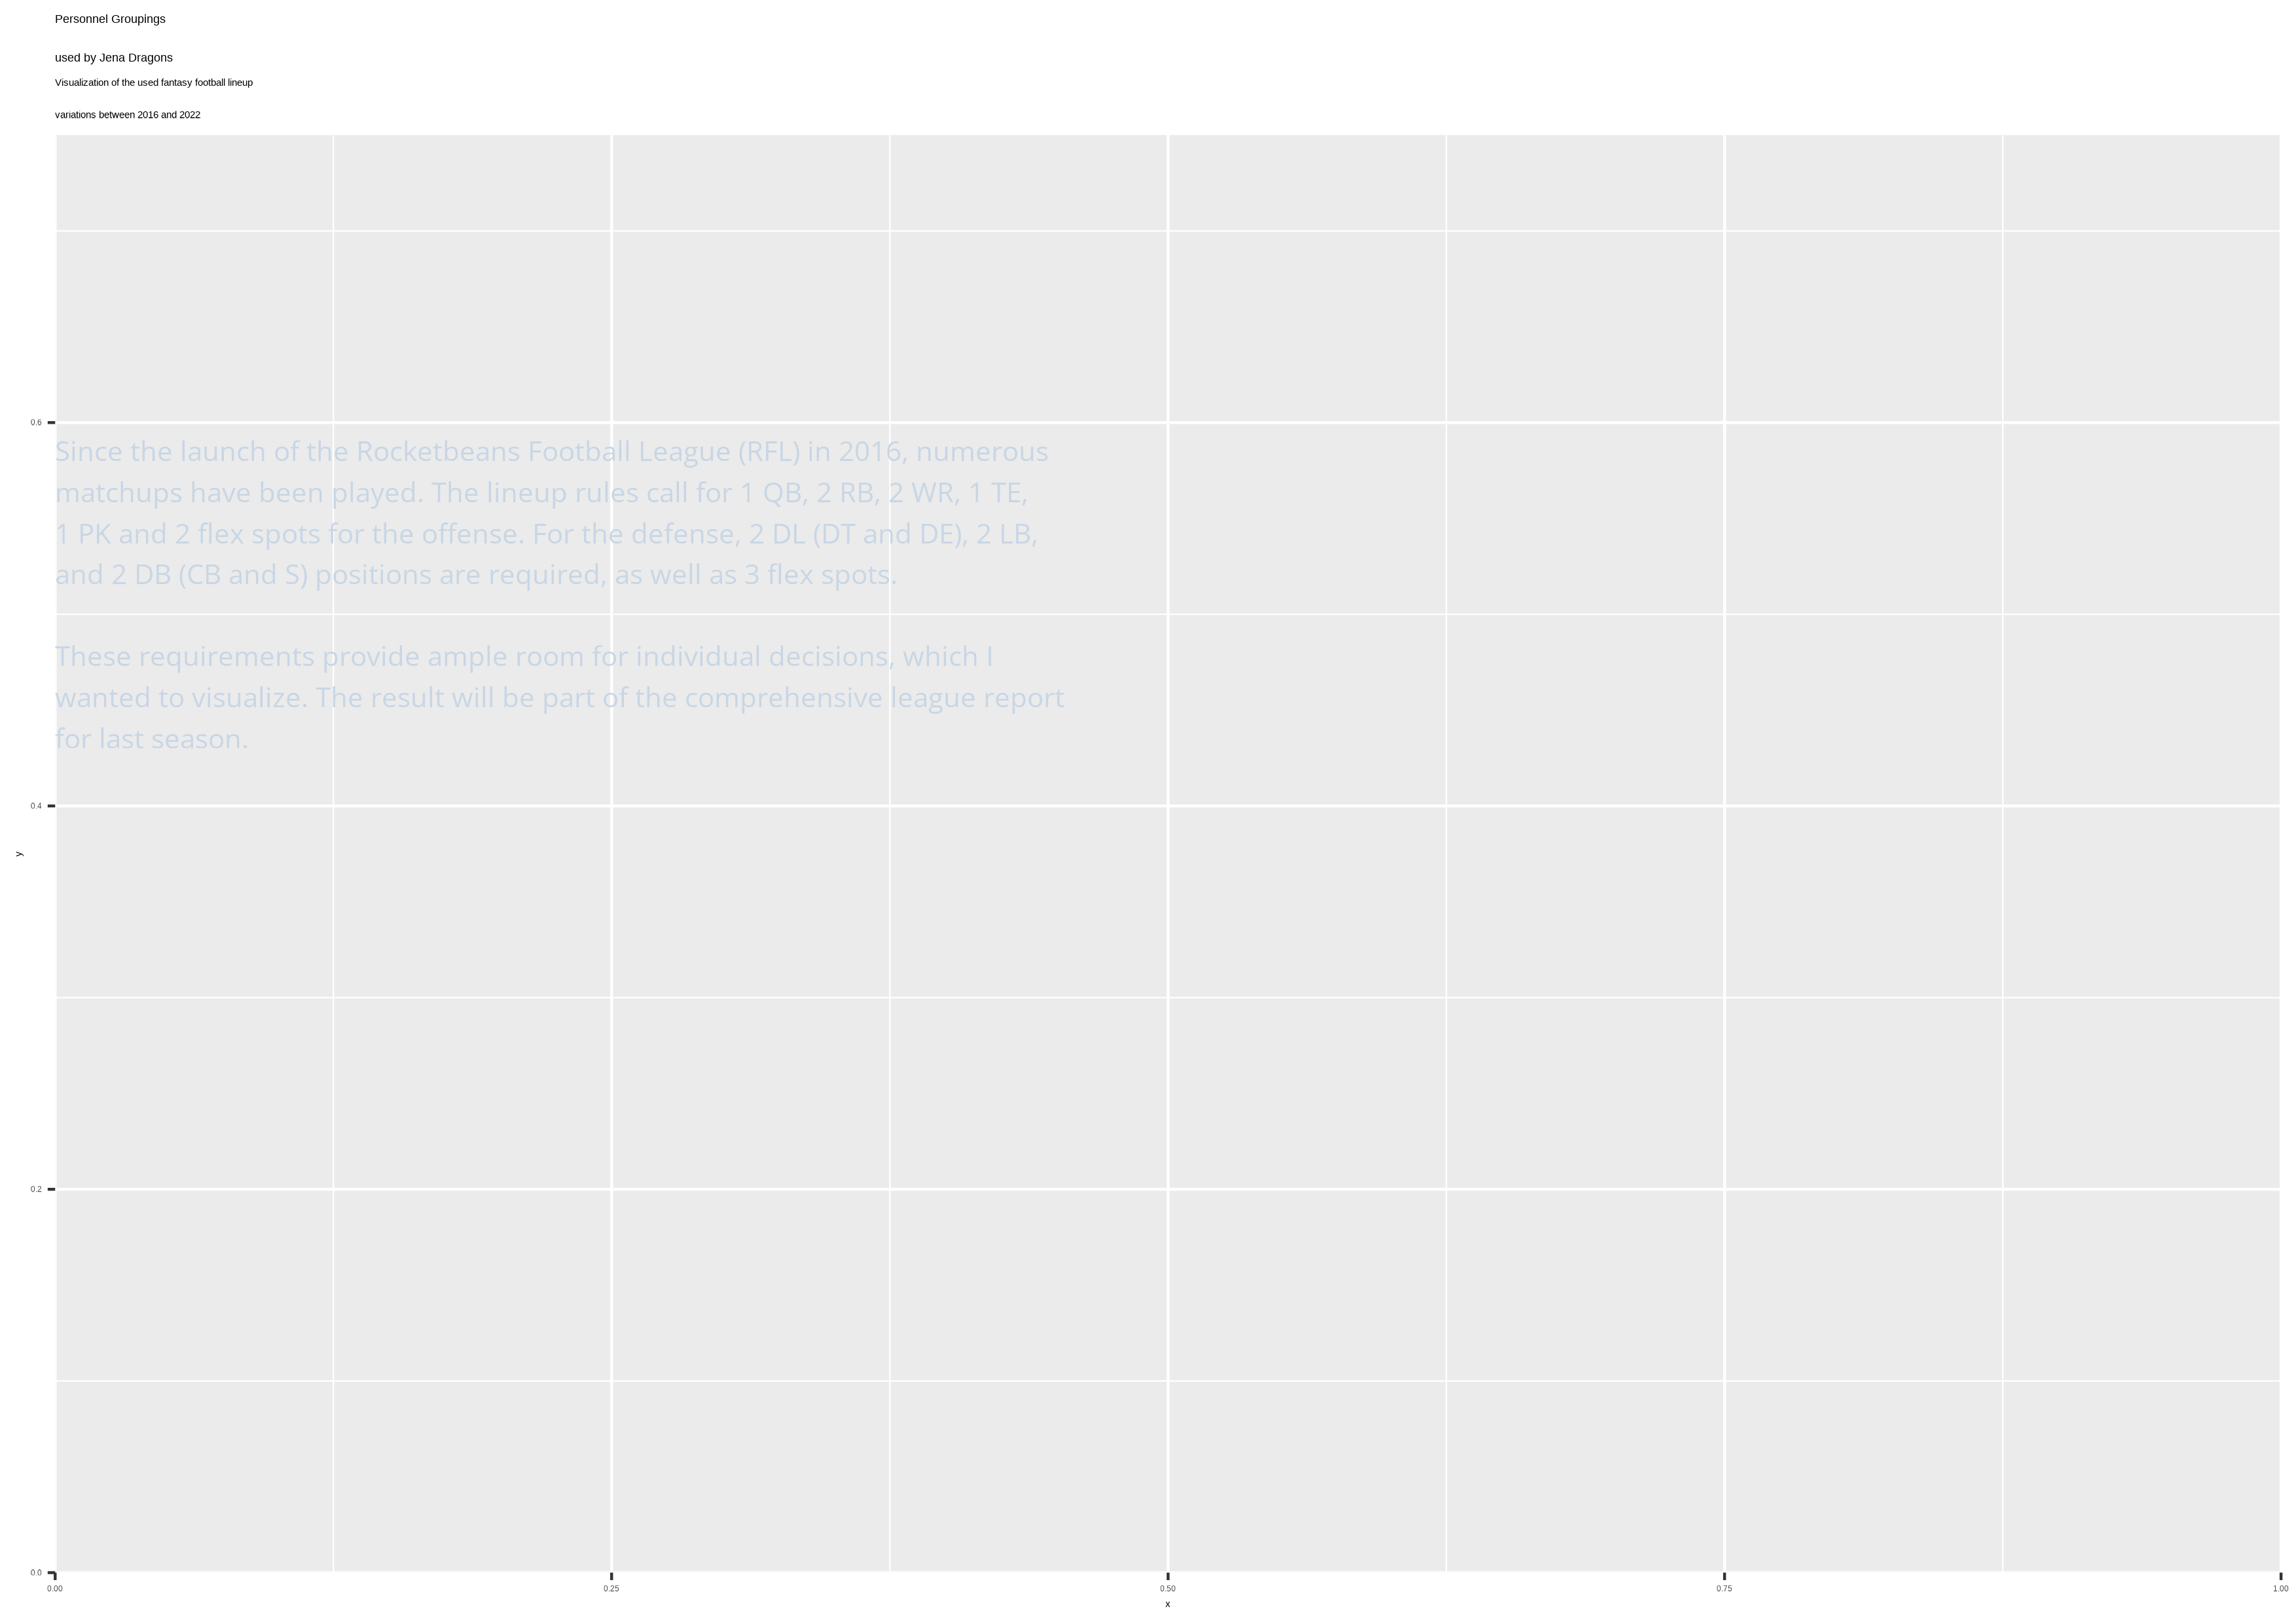 Personnel Groupings
used by Jena Dragons
Visualization of the used fantasy football lineup
variations between 2016 and 2022
0.6
Since the launch of the Rocketbeans Football League (RFL) in 2016, numerous
matchups have been played. The lineup rules call for 1 QB, 2 RB, 2 WR, 1 TE,
1 PK and 2 flex spots for the offense. For the defense, 2 DL (DT and DE), 2 LB,
and 2 DB (CB and S) positions are required, as well as 3 flex spots.
These requirements provide ample room for individual decisions, which I
wanted to visualize. The result will be part of the comprehensive league report
for last season.
0.4
y
0.2
0.0
0.00 0.25 0.50 0.75 1.00
x